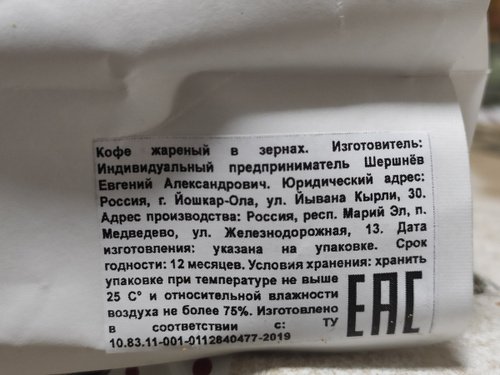 Кофе жареный в зернах. Изготовитель:
Индивидуальный предприниматель Шершнёв
Евгений Александрович. Юридический адрес:
Россия, г. Йошкар-Ола, ул. Йывана Кырли, 30.
Адрес производства: Россия, респ. Марий Эл, п.
Медведево, ул. Железнодорожная, 13. Дата
изготовления: указана на упаковке. Срок
годности: 12 месяцев. Условия хранения: хранить
упаковке при температуре не выше
25 С° и относительной влажности
воздуха не более 75%. Изготовлено
в соответствии с: ТУ
10.83.11-001-0112840477-2019
EAC